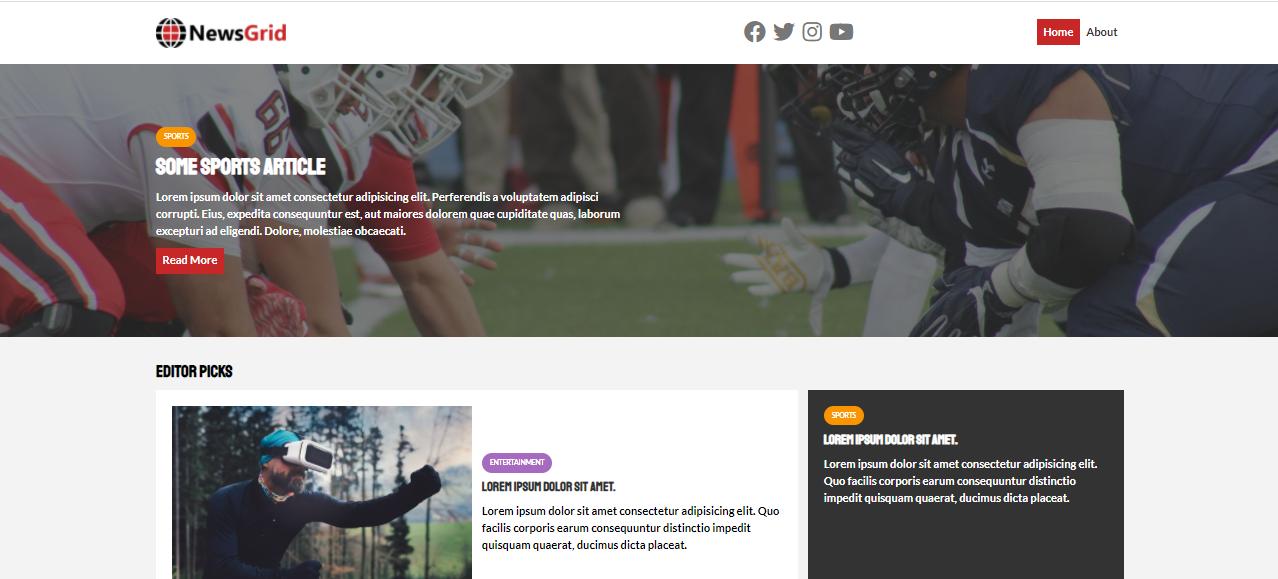 NewsGrid
Home About
SPORTS
SOME SPORTS ARTICLE
Lorem ipsum dolor sit amet consectetur adipisicing elit. Perferendis a voluptatem adipisci
corrupti. Eius, expedita consequuntur est, aut maiores dolorem quae cupiditate quas, laborum
excepturi ad eligendi. Dolore, molestiae obcaecati.
Read More
EDITOR PICKS
ENTERTAINMENT
LOREM IPSUM DOLOR SIT AMET.
Lorem ipsum dolor sit amet consectetur adipisicing elit. Quo
facilis corporis earum consequuntur distinctio impedit
quisquam quaerat, ducimus dicta placeat.
SPORTS
LOREM IPSUM DOLOR SIT AMET.
Lorem ipsum dolor sit amet consectetur adipisicing elit.
Quo facilis corporis earum consequuntur distinctio
impedit quisquam quaerat, ducimus dicta placeat.